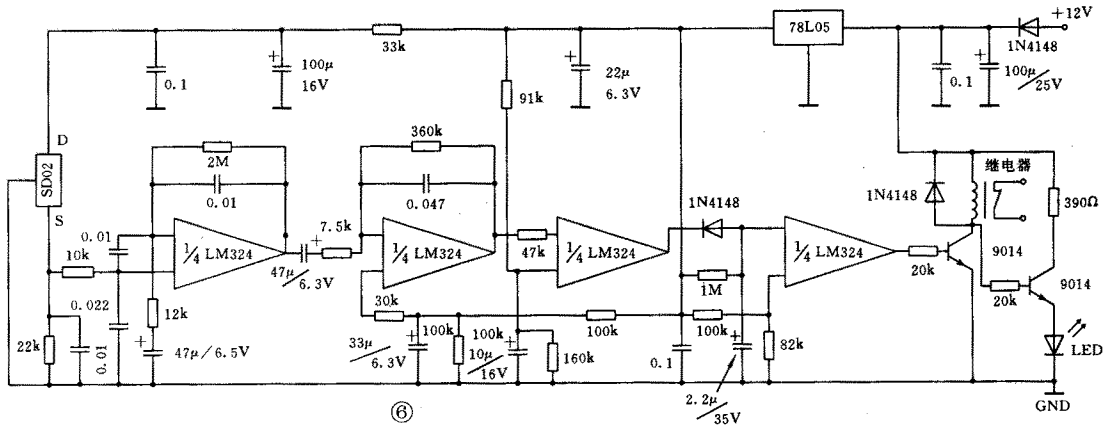 +12V
78L05
1N4148
33k
0.1
100μ
16V
22μ
6.3V
0.1
100μ
/25V
91k
D
SD02
S
2M
0.01
360k
0.047
继电器
1N4148
1N4148
390Ω
0.01
10k
1/4 LM324
47μ
/6.3V
7.5k
1/4 LM324
47k
1/4 LM324
1M
1/4 LM324
20k
9014
20k
9014
0.022
12k
30k
22k
0.01
47μ/6.5V
33μ
/6.3V
100k
100k
10μ
/16V
160k
100k
0.1
100k
82k
2.2μ
/35V
LED
GND
⑥